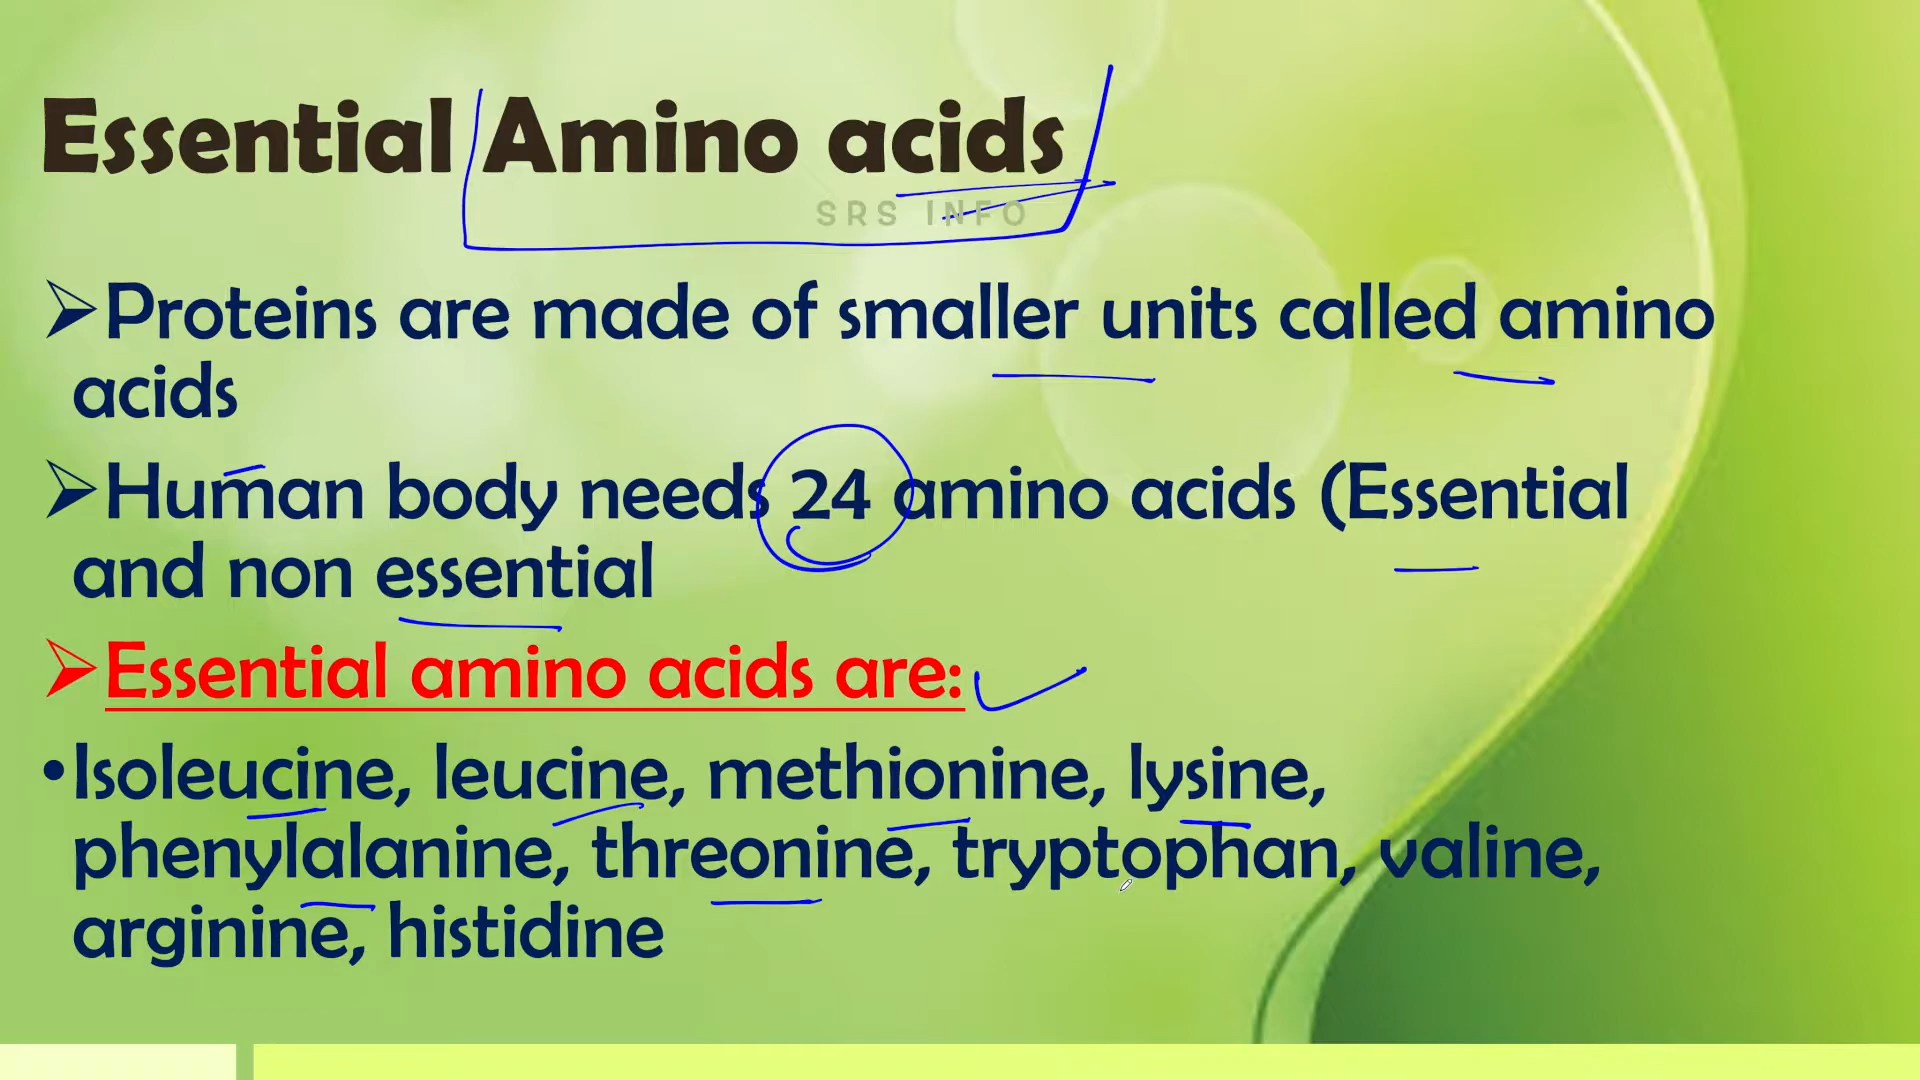 Essential Amino acids
SRS INFO
➢Proteins are made of smaller units called amino
acids
➢Human body needs 24 amino acids (Essential
and non essential
➢Essential amino acids are:
•Isoleucine, leucine, methionine, lysine,
phenylalanine, threonine, tryptophan, valine,
arginine, histidine